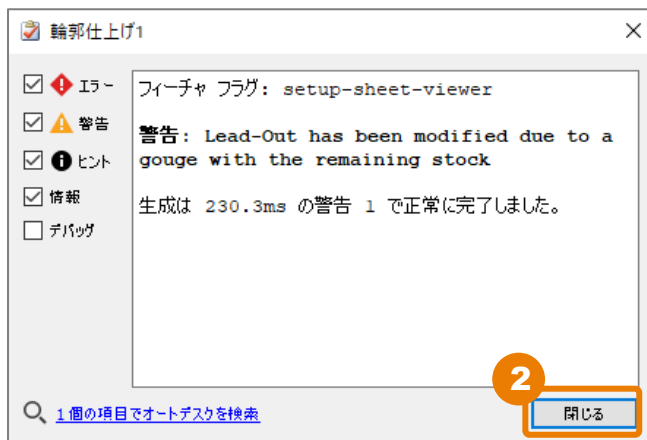 輪郭仕上げ1
エラー
警告
ヒント
情報
デバッグ
フィーチャ フラグ: setup-sheet-viewer
警告: Lead-Out has been modified due to a
gouge with the remaining stock
生成は 230.3ms の警告 1 で正常に完了しました。
2
1個の項目でオートデスクを検索
閉じる